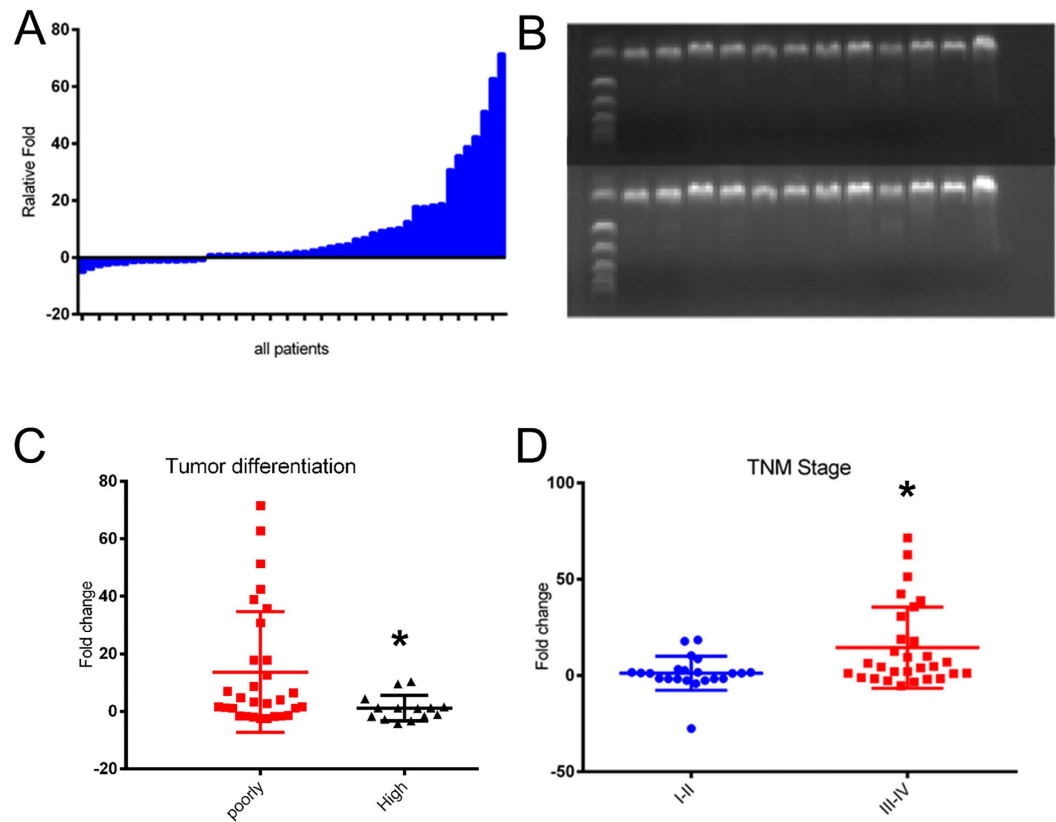 A
80
60
40
20
0
-20
Ralative Fold
all patients
B
C
Tumor differentiation
80
60
40
20
0
-20
Fold change
*
poorly
High
D
TNM Stage
100
50
0
-50
Fold change
*
I-II
III-IV